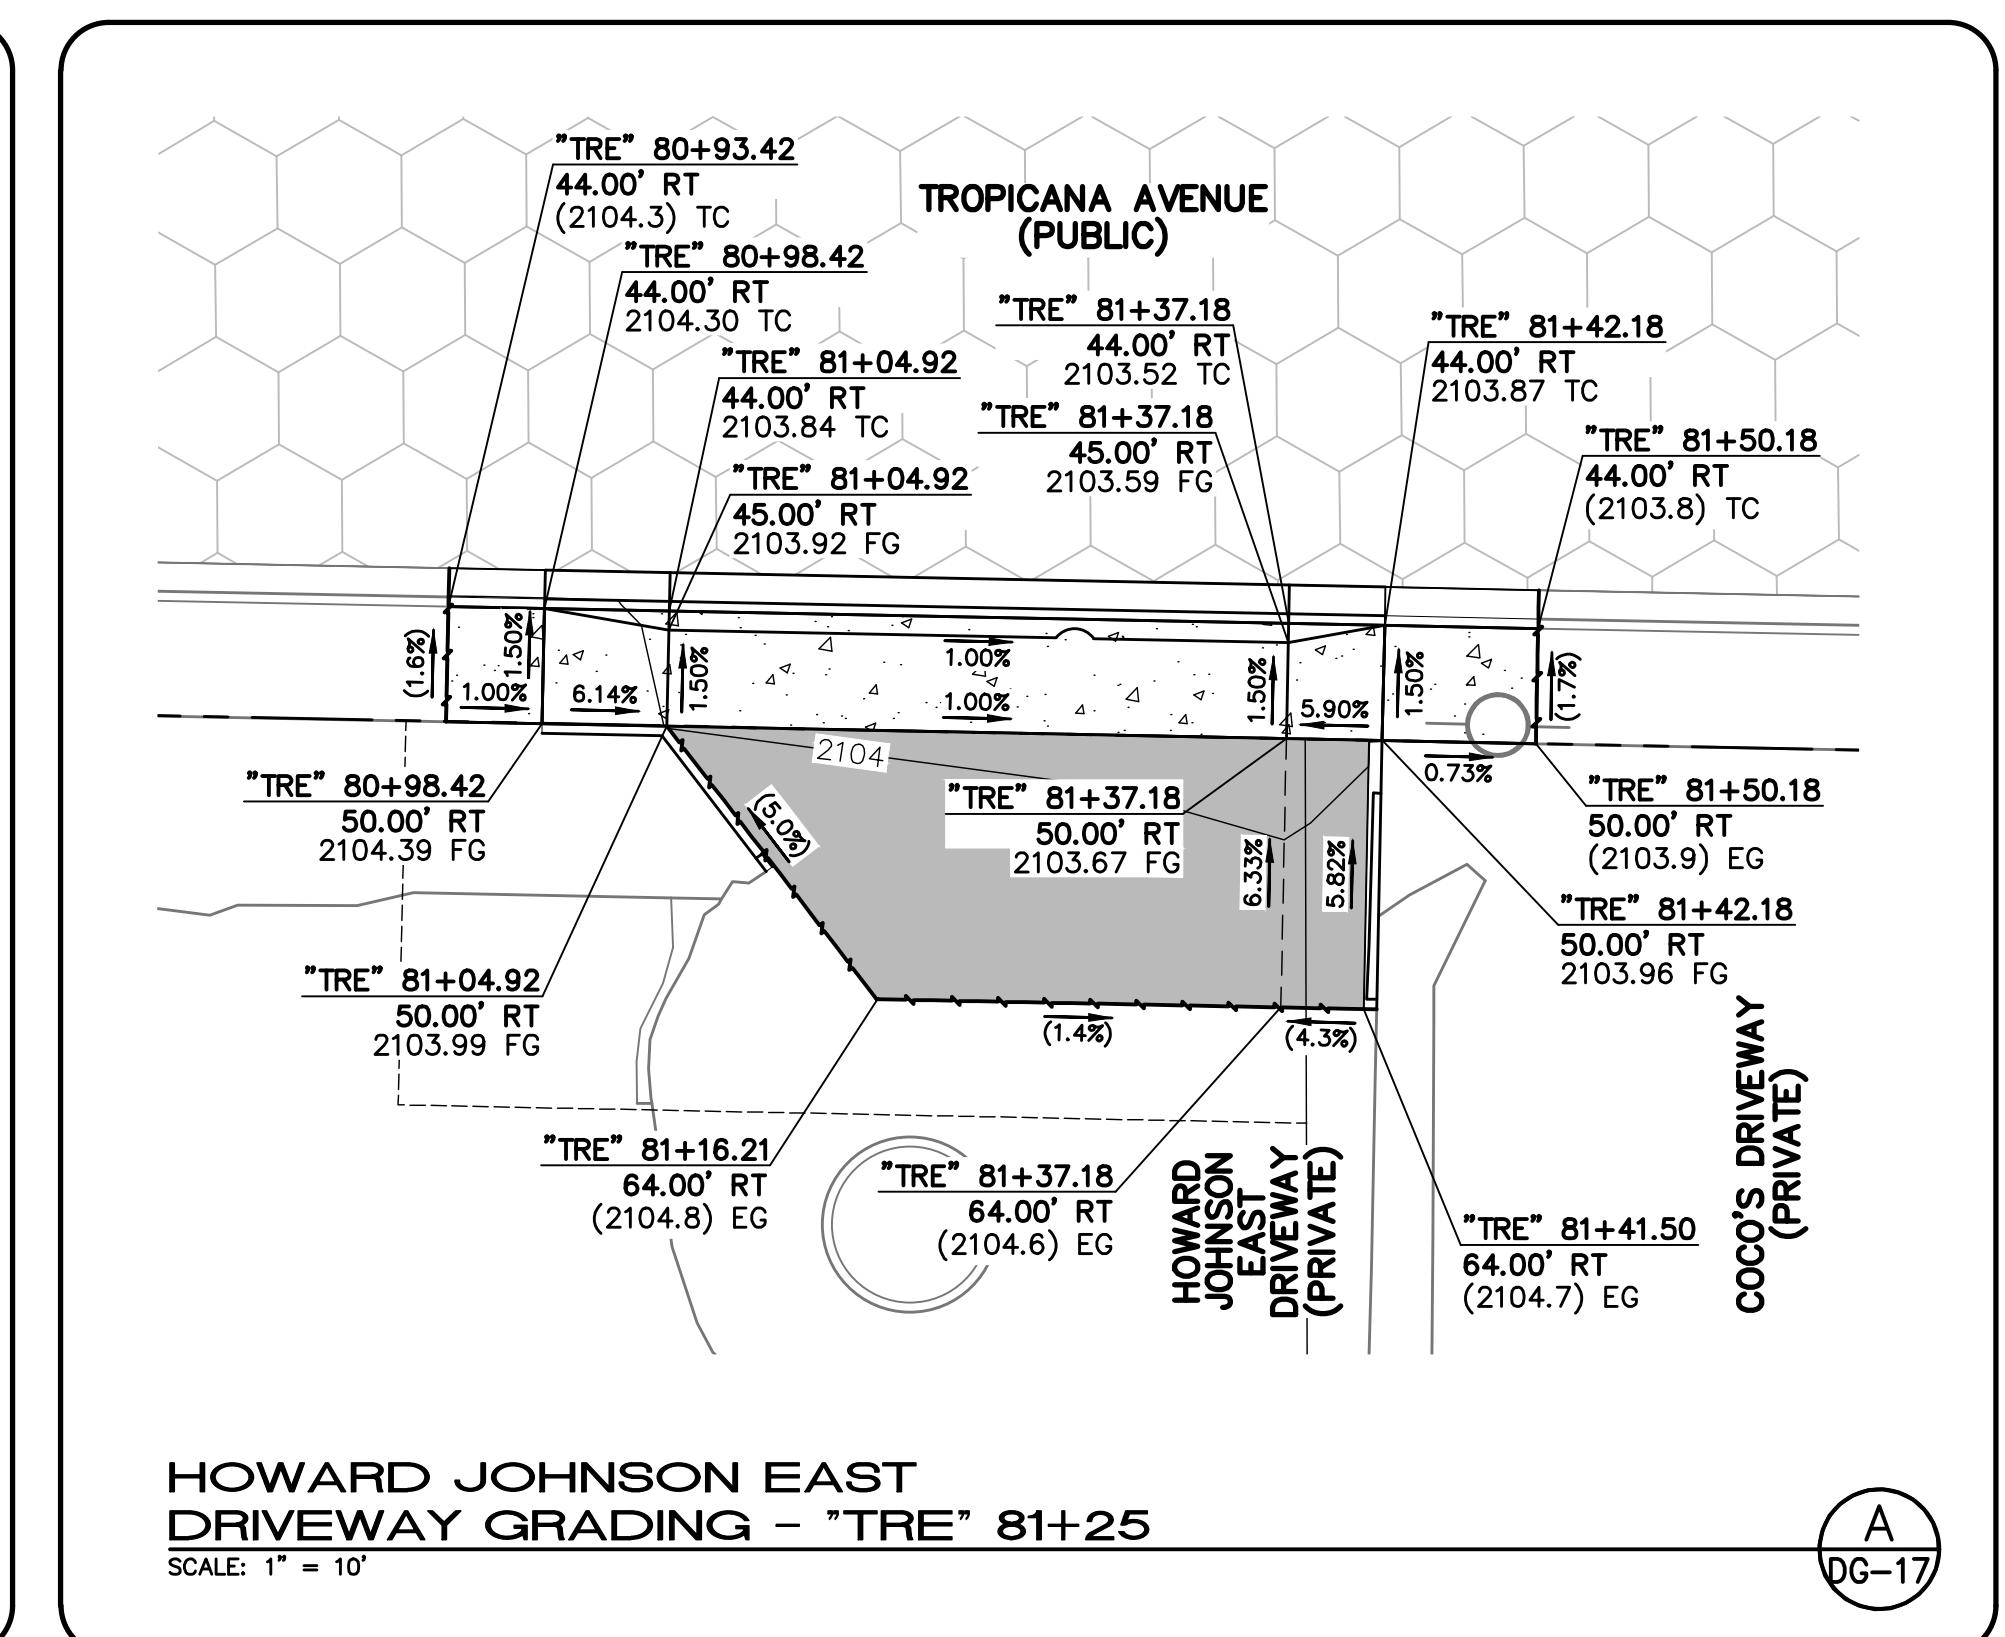 "TRE" 80+93.42
44.00' RT
(2104.3) TC
TROPICANA AVENUE
(PUBLIC)
"TRE" 80+98.42
44.00' RT
2104.30 TC
"TRE" 81+37.18
44.00' RT
2103.52 TC
"TRE" 81+42.18
44.00' RT
2103.87 TC
"TRE" 81+04.92
44.00' RT
2103.84 TC
"TRE" 81+37.18
45.00' RT
2103.59 FG
"TRE" 81+50.18
44.00' RT
(2103.8) TC
"TRE" 81+04.92
45.00' RT
2103.92 FG
(1.6%)
1.50%
1.00%
6.14%
1.50%
1.00%
1.00%
1.50%
5.90%
1.50%
(1.7%)
0.73%
2104
"TRE" 80+98.42
50.00' RT
2104.39 FG
(5.0%)
"TRE" 81+37.18
50.00' RT
2103.67 FG
6.33%
5.82%
"TRE" 81+50.18
50.00' RT
(2103.9) EG
"TRE" 81+42.18
50.00' RT
2103.96 FG
"TRE" 81+04.92
50.00' RT
2103.99 FG
(1.4%)
(4.3%)
"TRE" 81+16.21
64.00' RT
(2104.8) EG
"TRE" 81+37.18
64.00' RT
(2104.6) EG
HOWARD
JOHNSON
EAST
DRIVEWAY
(PRIVATE)
"TRE" 81+41.50
64.00' RT
(2104.7) EG
COCO'S DRIVEWAY
(PRIVATE)
HOWARD JOHNSON EAST
DRIVEWAY GRADING - "TRE" 81+25
SCALE: 1" = 10'
A
DG-17